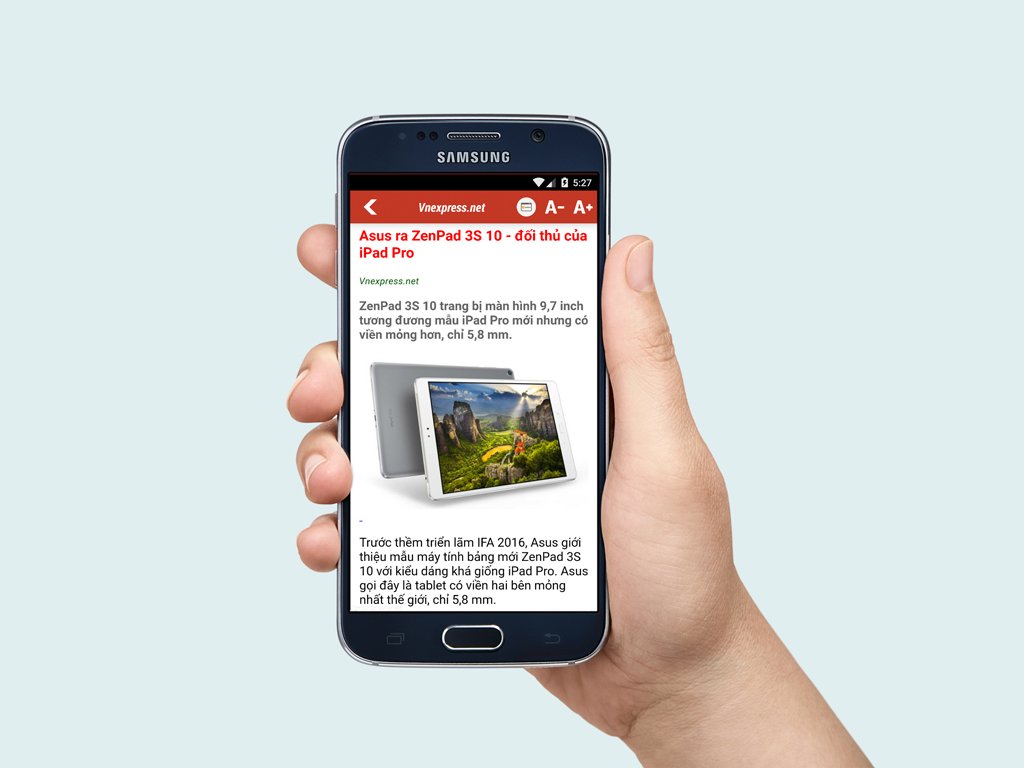 SAMSUNG
5:27
Vnexpress.net
A-
A+
Asus ra ZenPad 3S 10 - đối thủ của
iPad Pro
Vnexpress.net
ZenPad 3S 10 trang bị màn hình 9,7 inch
tương đương mẫu iPad Pro mới nhưng có
viền mỏng hơn, chỉ 5,8 mm.
Trước thềm triển lãm IFA 2016, Asus giới
thiệu mẫu máy tính bảng mới ZenPad 3S
10 với kiểu dáng khá giống iPad Pro. Asus
gọi đây là tablet có viền hai bên mỏng
nhất thế giới, chỉ 5,8 mm.